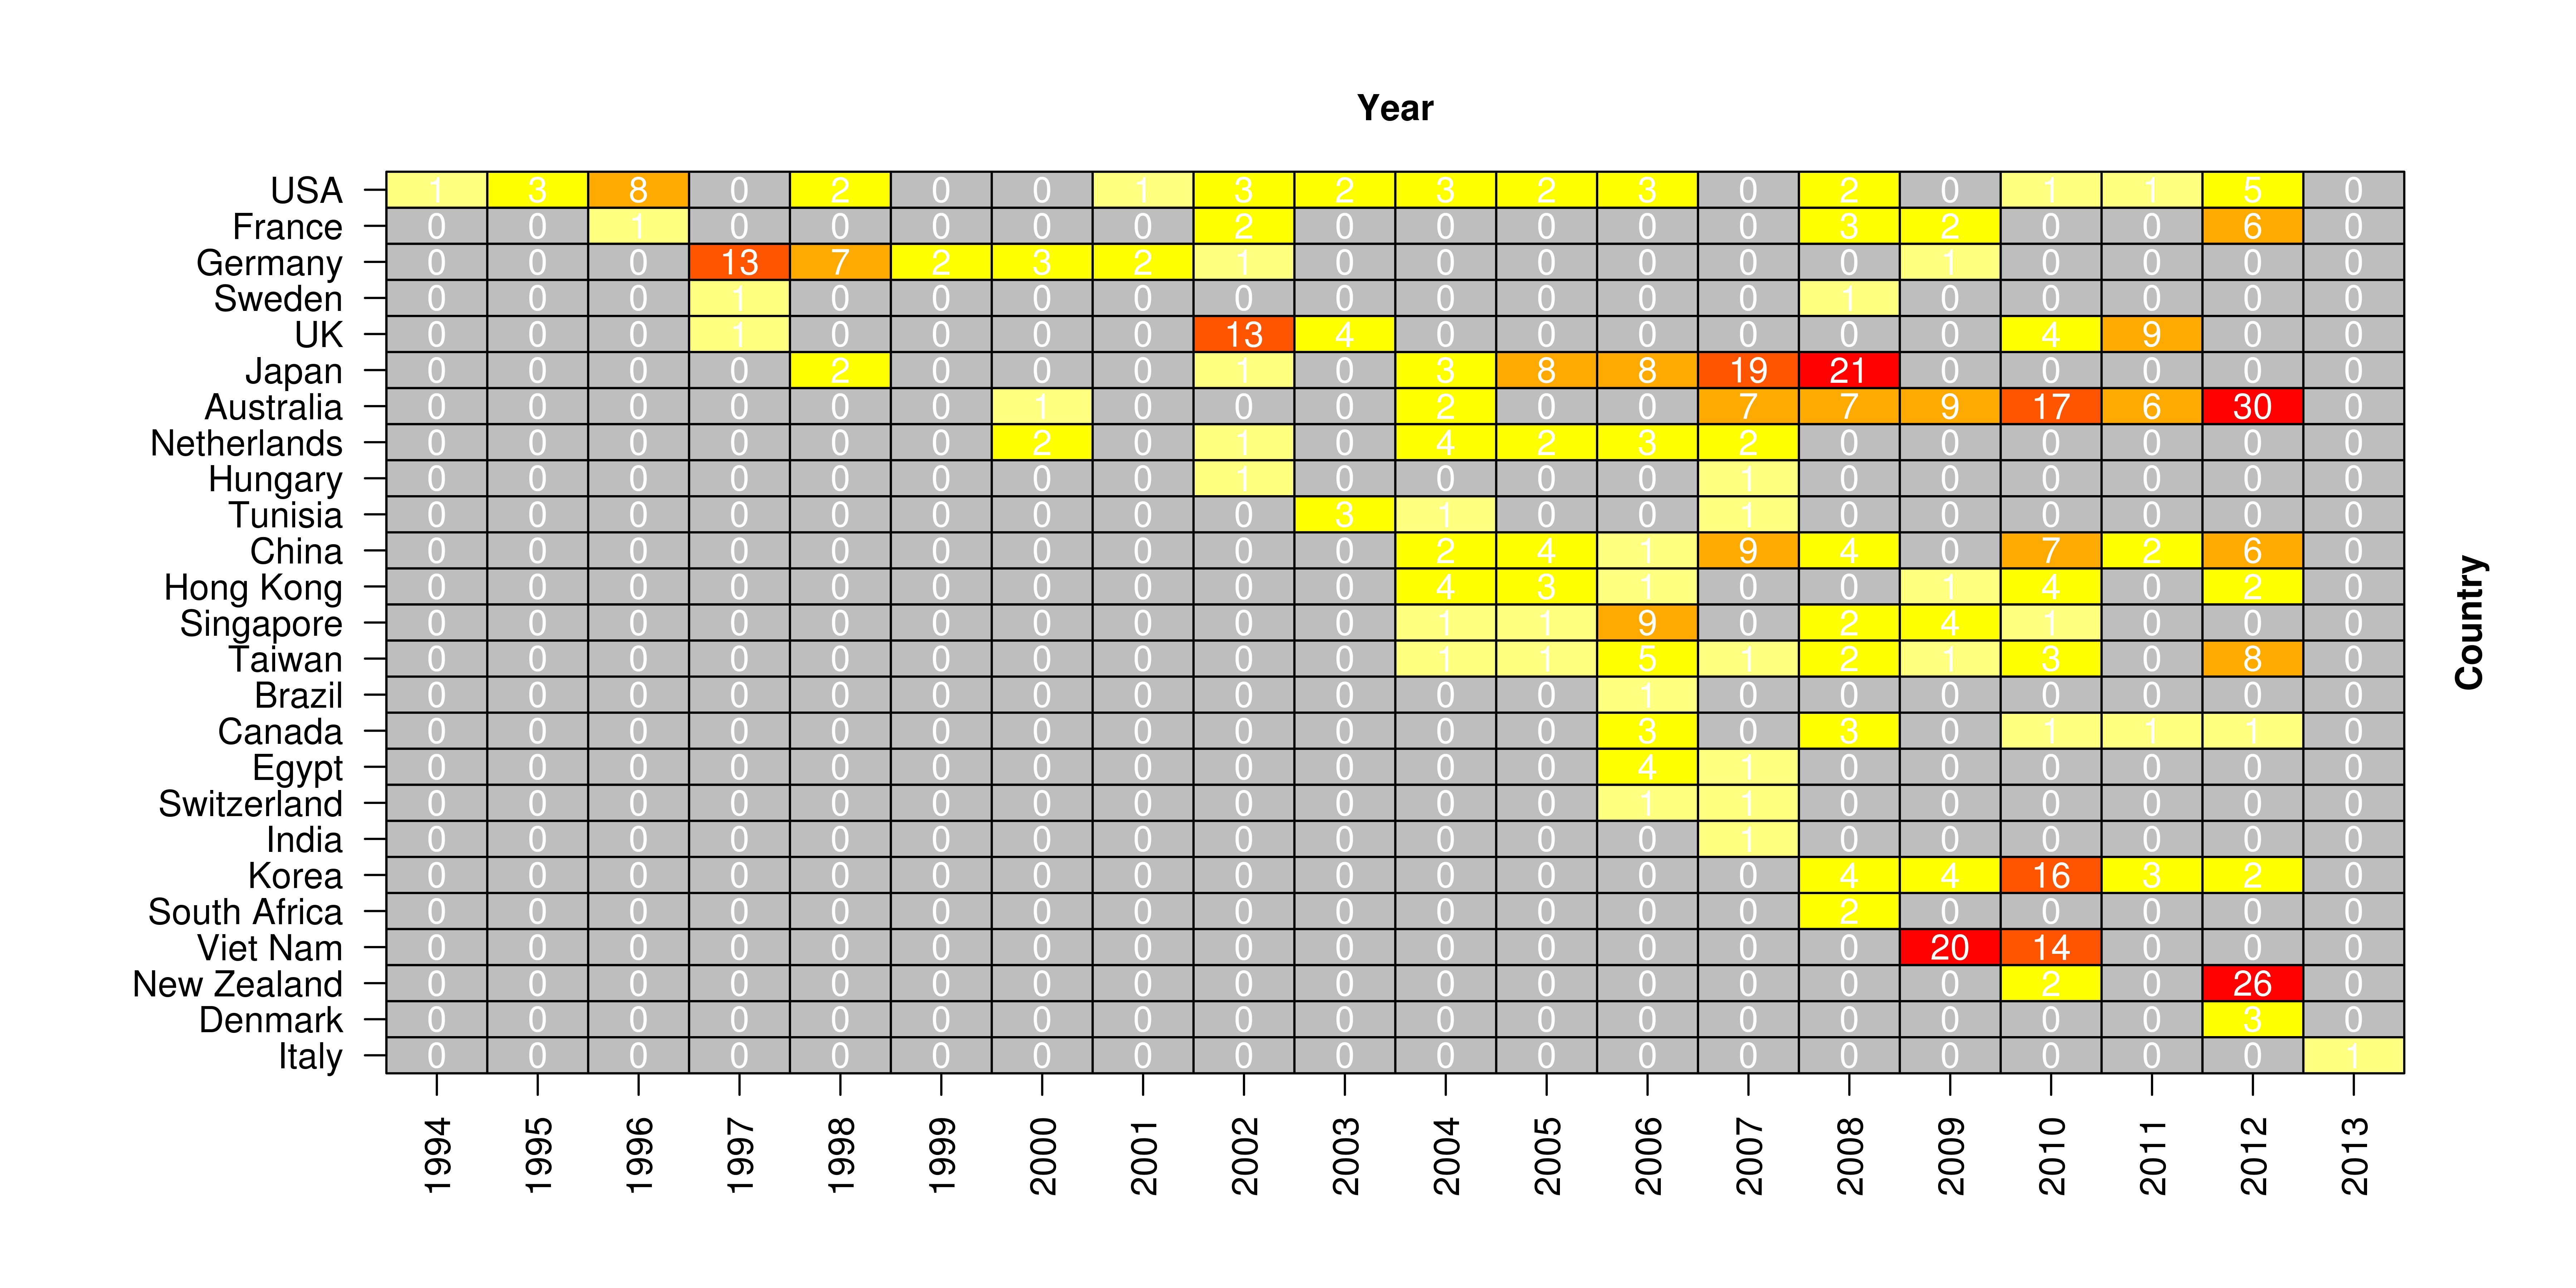 Year
USA 1 3 8 0 2 0 0 1 3 2 3 2 3 0 2 0 1 1 5 0
France 0 0 1 0 0 0 0 0 2 0 0 0 0 0 3 2 0 0 6 0
Germany 0 0 0 13 7 2 3 2 1 0 0 0 0 0 0 1 0 0 0 0
Sweden 0 0 0 1 0 0 0 0 0 0 0 0 0 0 1 0 0 0 0 0
UK 0 0 0 1 0 0 0 0 13 4 0 0 0 0 0 0 4 9 0 0
Japan 0 0 0 0 2 0 0 0 1 0 3 8 8 19 21 0 0 0 0 0
Australia 0 0 0 0 0 0 1 0 0 0 2 0 0 7 7 9 17 6 30 0
Netherlands 0 0 0 0 0 0 2 0 1 0 4 2 3 2 0 0 0 0 0 0
Hungary 0 0 0 0 0 0 0 0 1 0 0 0 0 1 0 0 0 0 0 0
Tunisia 0 0 0 0 0 0 0 0 0 3 1 0 0 1 0 0 0 0 0 0
China 0 0 0 0 0 0 0 0 0 0 2 4 1 9 4 0 7 2 6 0
Hong Kong 0 0 0 0 0 0 0 0 0 0 4 3 1 0 0 1 4 0 2 0
Singapore 0 0 0 0 0 0 0 0 0 0 1 1 9 0 2 4 1 0 0 0
Taiwan 0 0 0 0 0 0 0 0 0 0 1 1 5 1 2 1 3 0 8 0
Brazil 0 0 0 0 0 0 0 0 0 0 0 0 1 0 0 0 0 0 0 0
Canada 0 0 0 0 0 0 0 0 0 0 0 0 3 0 3 0 1 1 1 0
Egypt 0 0 0 0 0 0 0 0 0 0 0 0 4 1 0 0 0 0 0 0
Switzerland 0 0 0 0 0 0 0 0 0 0 0 0 1 1 0 0 0 0 0 0
India 0 0 0 0 0 0 0 0 0 0 0 0 0 1 0 0 0 0 0 0
Korea 0 0 0 0 0 0 0 0 0 0 0 0 0 0 4 4 16 3 2 0
South Africa 0 0 0 0 0 0 0 0 0 0 0 0 0 0 2 0 0 0 0 0
Viet Nam 0 0 0 0 0 0 0 0 0 0 0 0 0 0 0 20 14 0 0 0
New Zealand 0 0 0 0 0 0 0 0 0 0 0 0 0 0 0 0 2 0 26 0
Denmark 0 0 0 0 0 0 0 0 0 0 0 0 0 0 0 0 0 0 3 0
Italy 0 0 0 0 0 0 0 0 0 0 0 0 0 0 0 0 0 0 0 1
1994 1995 1996 1997 1998 1999 2000 2001 2002 2003 2004 2005 2006 2007 2008 2009 2010 2011 2012 2013
Country